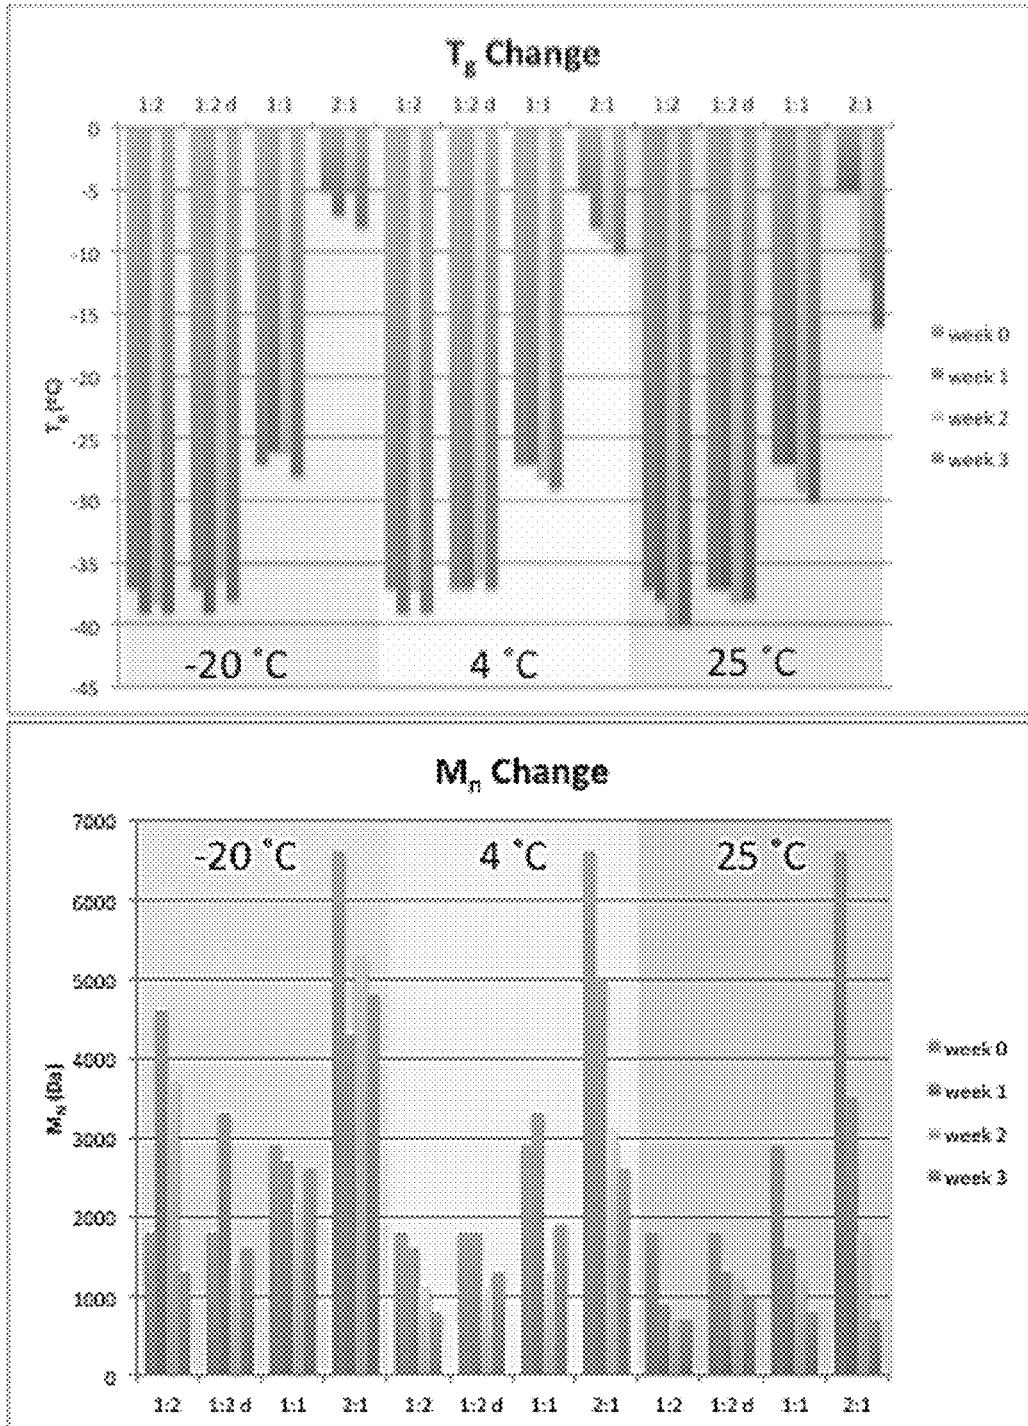 Tg Change
1:2 1:2 d 1:1 2:1 1:2 1:2 d 1:1 2:1 1:2 1:2 d 1:1 2:1
0
-5
-10
-15
-20
-25
-30
-35
-40
-45
Tg (°C)
-20 °C 4 °C 25 °C
week 0
week 1
week 2
week 3
Mn Change
7000
6000
5000
4000
3000
2000
1000
0
MN (Da)
-20 °C 4 °C 25 °C
week 0
week 1
week 2
week 3
1:2 1:2 d 1:1 2:1 1:2 1:2 d 1:1 2:1 1:2 1:2 d 1:1 2:1